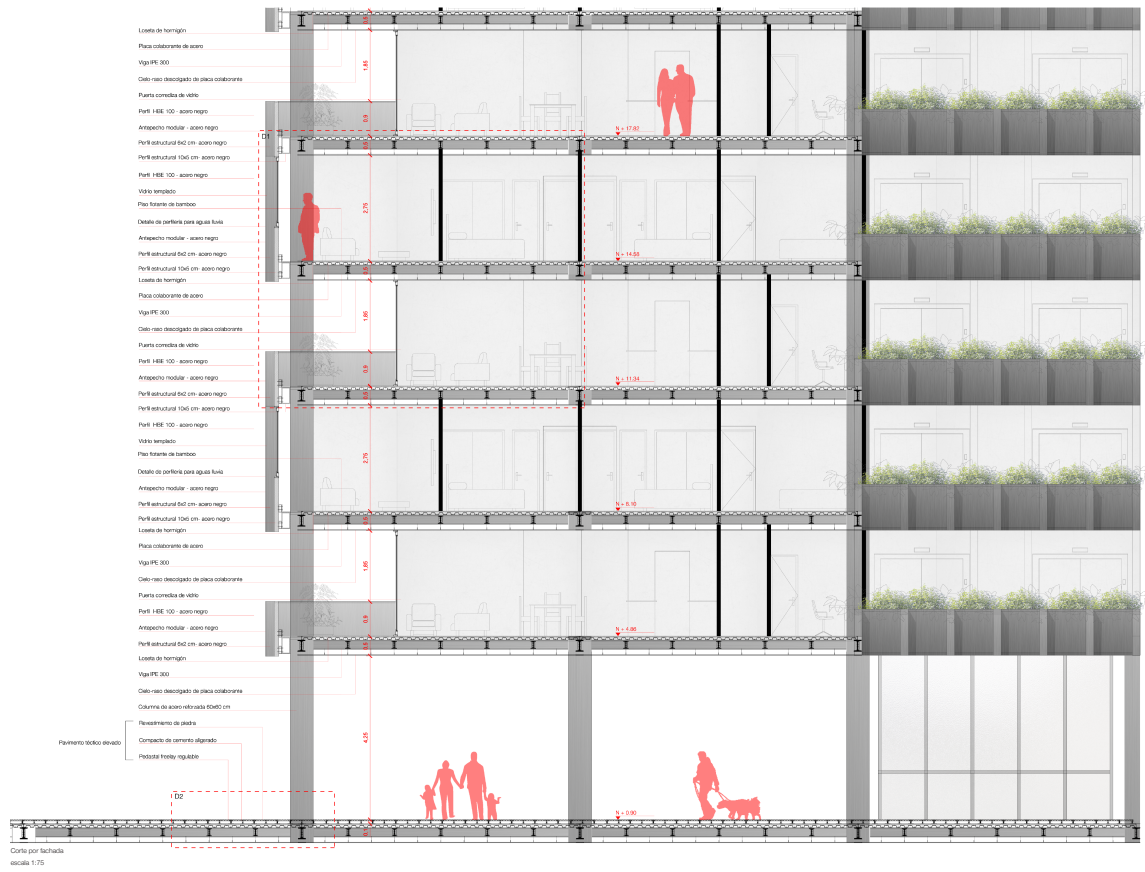 Loseta de hormigón
Placa colaborante de acero
Viga IPE 300
Cielo-raso descolgado de placa colaborante
Puerta corrediza de vidrio
Perfil HBE 100 - acero negro
Antepecho modular - acero negro
Perfil estructural 6x2 cm- acero negro
Perfil estructural 10x5 cm- acero negro
Perfil HBE 100 - acero negro
Vidrio templado
Piso flotante de bamboo
Detalle de perfilería para aguas lluvia
Antepecho modular - acero negro
Perfil estructural 6x2 cm- acero negro
Perfil estructural 10x5 cm- acero negro
Loseta de hormigón
Placa colaborante de acero
Viga IPE 300
Cielo-raso descolgado de placa colaborante
Puerta corrediza de vidrio
Perfil HBE 100 - acero negro
Antepecho modular - acero negro
Perfil estructural 6x2 cm- acero negro
Perfil estructural 10x5 cm- acero negro
Perfil HBE 100 - acero negro
Vidrio templado
Piso flotante de bamboo
Detalle de perfilería para aguas lluvia
Antepecho modular - acero negro
Perfil estructural 6x2 cm- acero negro
Perfil estructural 10x5 cm- acero negro
Loseta de hormigón
Placa colaborante de acero
Viga IPE 300
Cielo-raso descolgado de placa colaborante
Puerta corrediza de vidrio
Perfil HBE 100 - acero negro
Antepecho modular - acero negro
Perfil estructural 6x2 cm- acero negro
Loseta de hormigón
Viga IPE 300
Cielo-raso descolgado de placa colaborante
Columna de acero reforzada 60x60 cm
Revestimiento de piedra
Pavimento téctico elevado
Compacto de cemento aligerado
Pedastal freelay regulable
D1
D2
1,85
0,9
2,75
1,85
0,9
2,75
1,85
0,9
4,25
N + 17.82
N + 14.58
N + 11.34
N + 8.10
N + 4.86
N + 0.90
Corte por fachada
escala 1:75